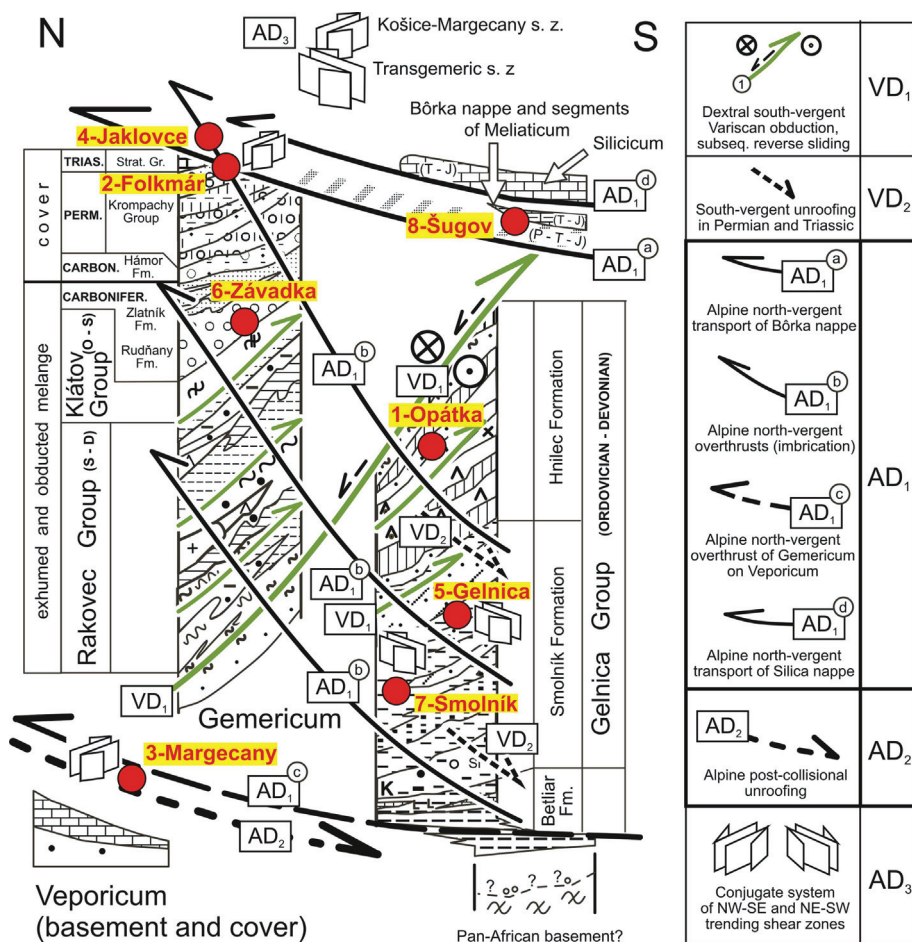 N
S
AD3
Košice-Margecany s. z.
Transgemeric s. z
Bôrka nappe and segments
of Meliaticum
Silicicum
4-Jaklovce
2-Folkmár
8-Šugov
(T - J)
(T - J)
(P - T - J)
AD1 d
AD1 a
cover
TRIAS.
Strat. Gr.
PERM.
Krompachy
Group
CARBON.
Hámor
Fm.
6-Závadka
CARBONIFER.
Zlatník
Fm.
Rudňany
Fm.
exhumed and obducted melange
Klátov
Group
(O - S)
Rakovec Group (S - D)
AD1 b
VD1
1-Opátka
VD2
AD1 b
VD1
5-Gelnica
AD1 b
VD1
7-Smolník
VD2
Si
K
L
Hnilec Formation
Smolník Formation
Betliar
Fm.
Gelnica Group (ORDOVICIAN - DEVONIAN)
Gemericum
3-Margecany
AD1 c
AD2
Veporicum
(basement and cover)
? ? ?
Pan-African basement?
1
Dextral south-vergent
Variscan obduction,
subseq. reverse sliding
VD1
South-vergent unroofing
in Permian and Triassic
VD2
AD1 a
Alpine north-vergent
transport of Bôrka nappe
AD1 b
Alpine north-vergent
overthrusts (imbrication)
AD1 c
Alpine north-vergent
overthrust of Gemericum
on Veporicum
AD1 d
Alpine north-vergent
transport of Silica nappe
AD1
AD2
Alpine post-collisional
unroofing
AD2
Conjugate system
of NW-SE and NE-SW
trending shear zones
AD3